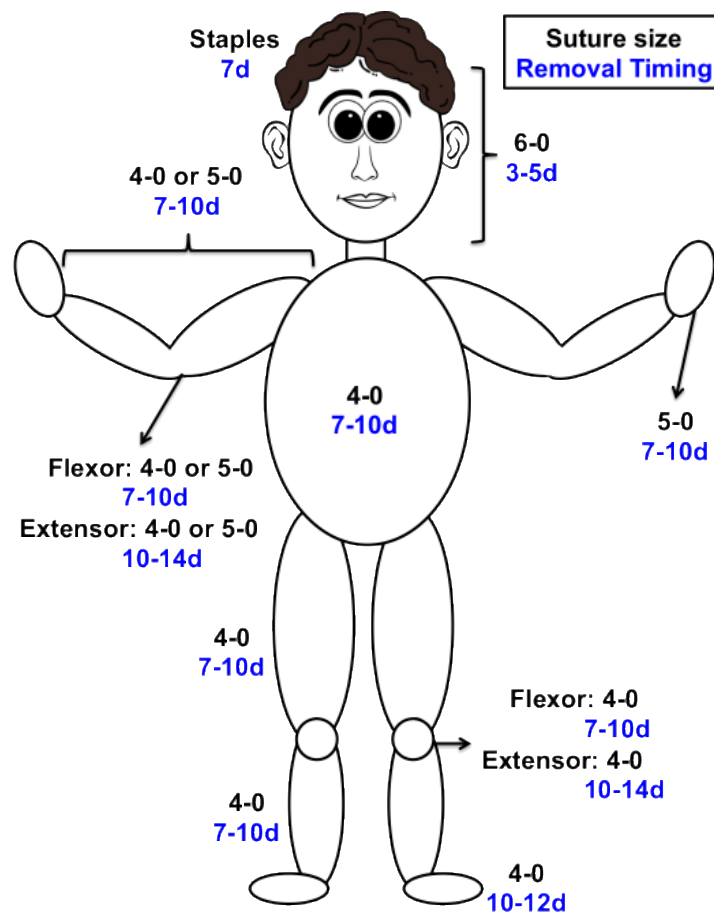 Staples
7d
Suture size
Removal Timing
6-0
3-5d
4-0 or 5-0
7-10d
4-0
7-10d
5-0
7-10d
Flexor: 4-0 or 5-0
7-10d
Extensor: 4-0 or 5-0
10-14d
4-0
7-10d
Flexor: 4-0
7-10d
Extensor: 4-0
10-14d
4-0
7-10d
4-0
10-12d